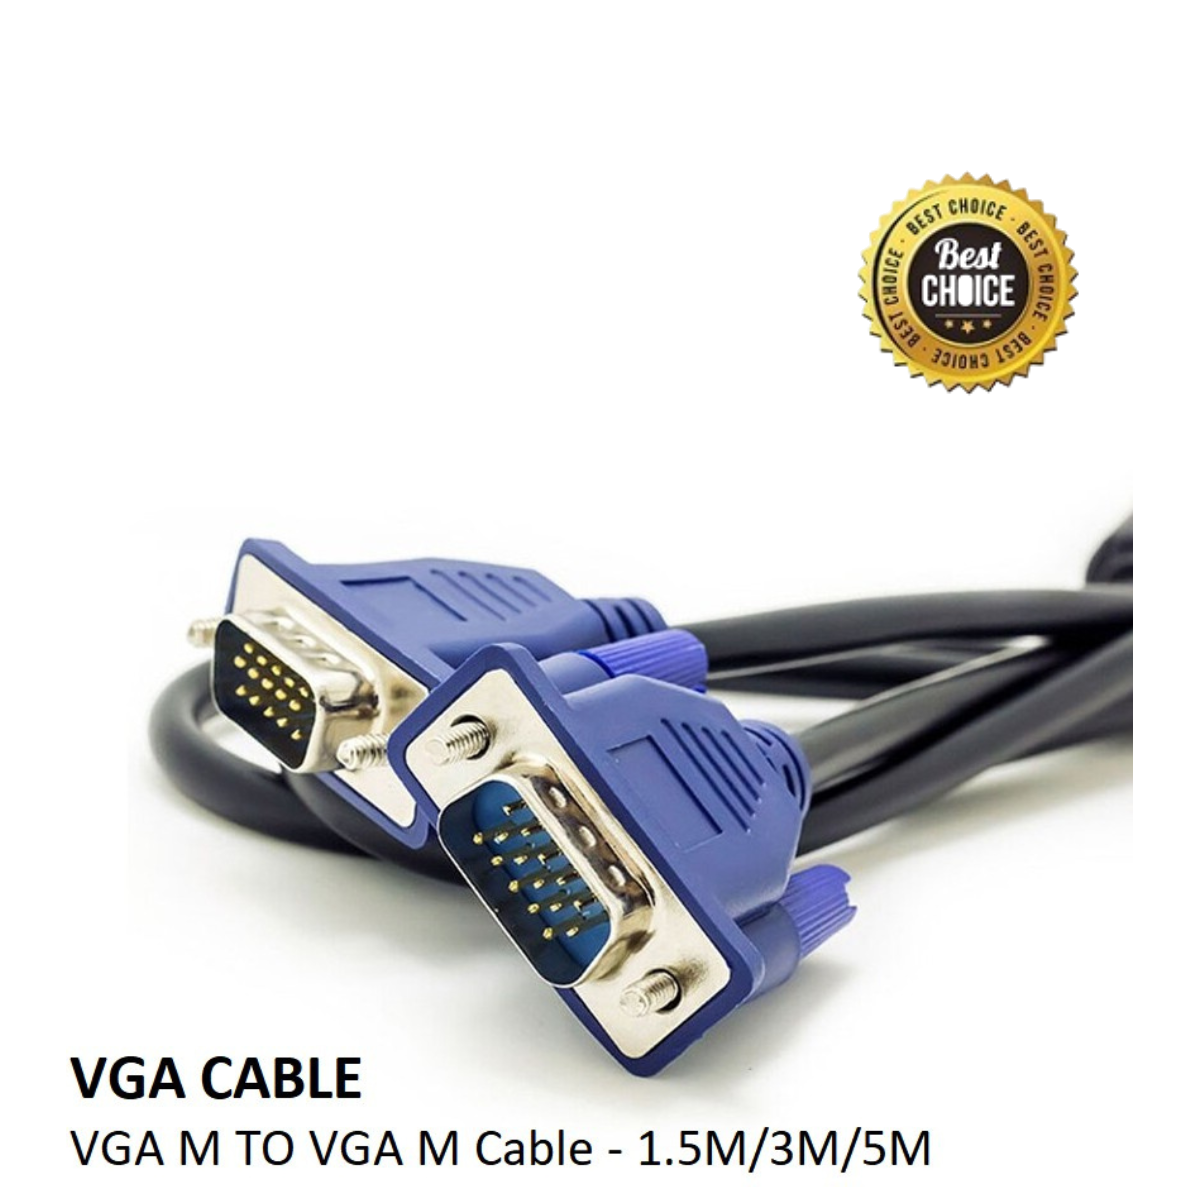 BEST CHOICE · BEST CHOICE · BEST CHOICE · BEST CHOICE ·
Best
CHOICE
VGA CABLE
VGA M TO VGA M Cable - 1.5M/3M/5M